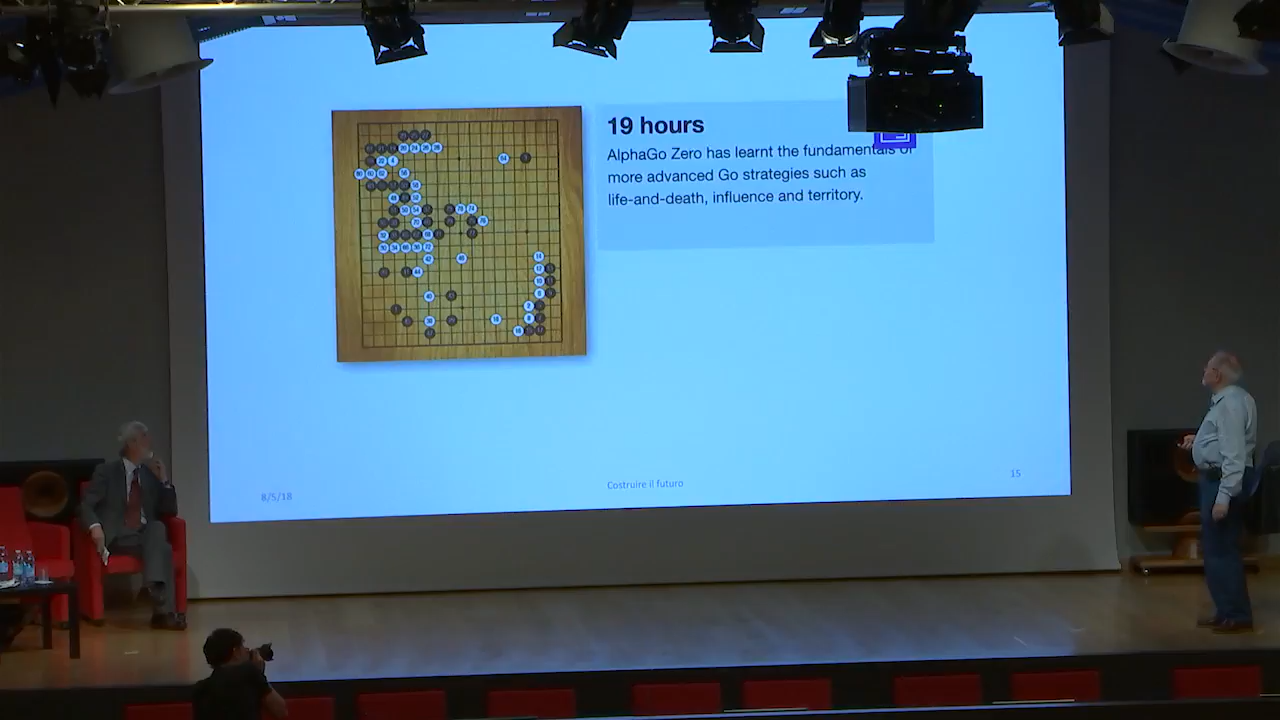 19 hours
AlphaGo Zero has learnt the fundamentals of
more advanced Go strategies such as
life-and-death, influence and territory.
8/5/18
Costruire il futuro
15